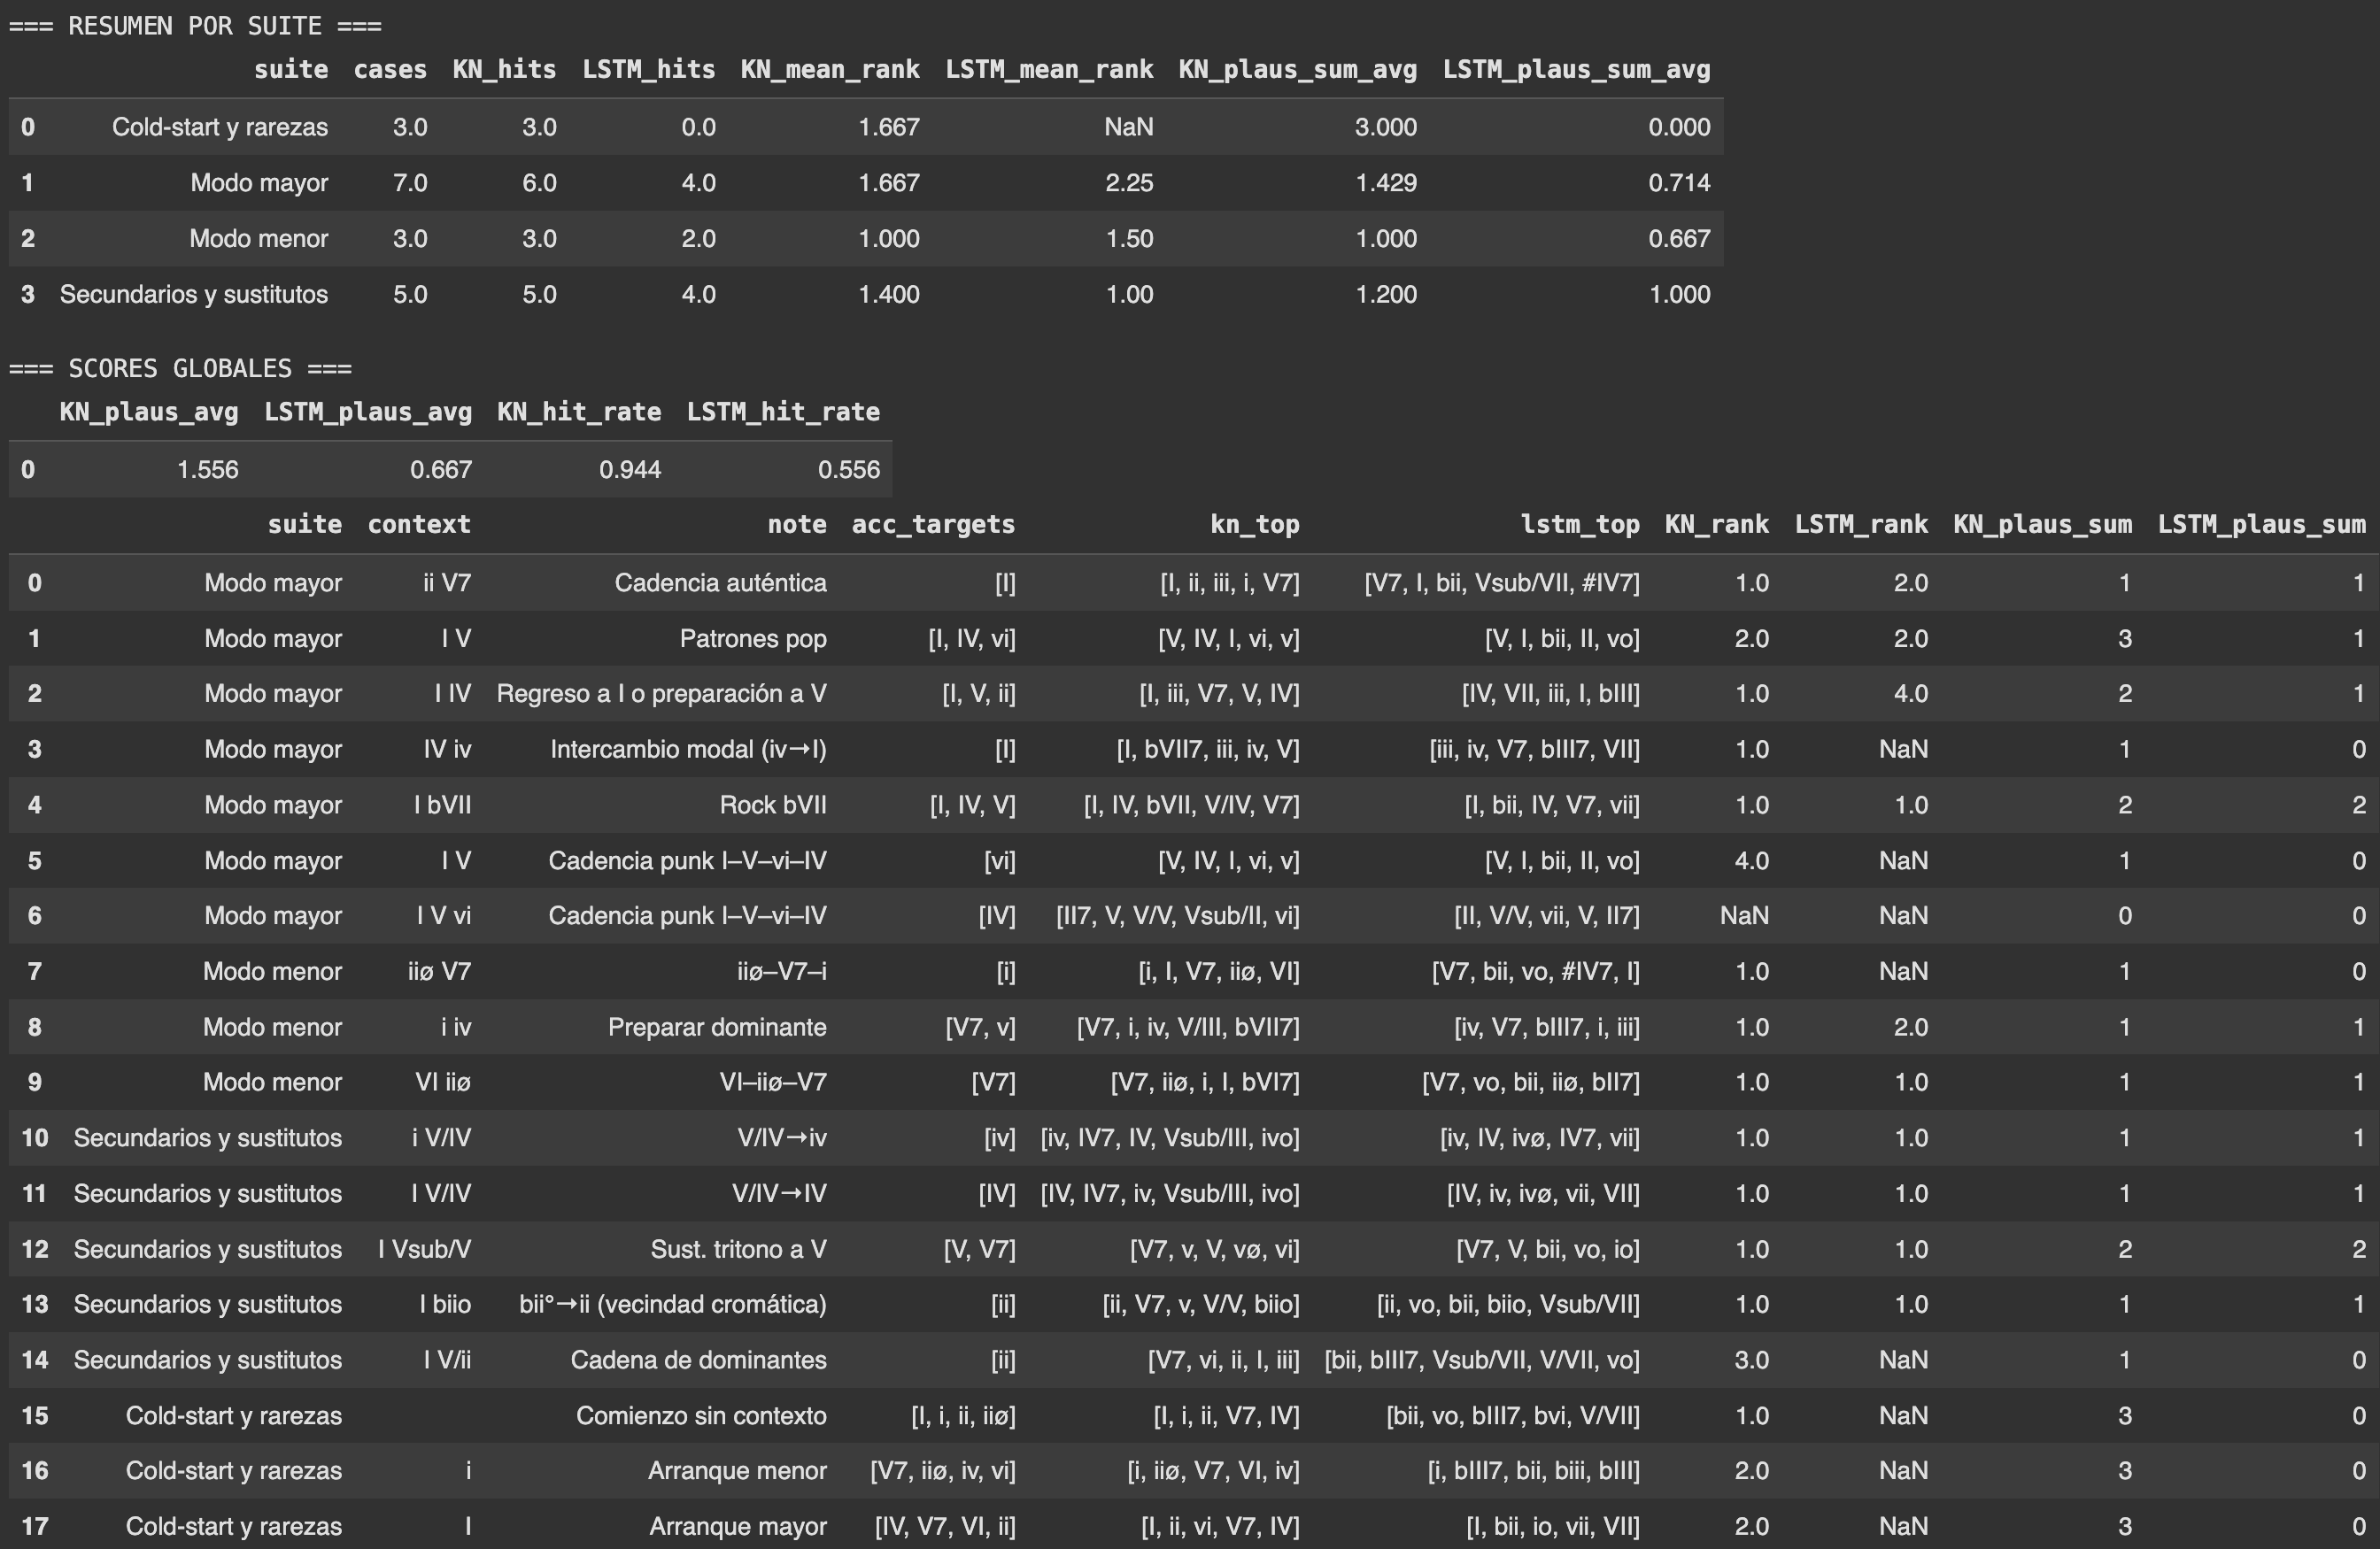 === RESUMEN POR SUITE ===
suite cases KN_hits LSTM_hits KN_mean_rank LSTM_mean_rank KN_plaus_sum_avg LSTM_plaus_sum_avg
0 Cold-start y rarezas 3.0 3.0 0.0 1.667 NaN 3.000 0.000
1 Modo mayor 7.0 6.0 4.0 1.667 2.25 1.429 0.714
2 Modo menor 3.0 3.0 2.0 1.000 1.50 1.000 0.667
3 Secundarios y sustitutos 5.0 5.0 4.0 1.400 1.00 1.200 1.000
=== SCORES GLOBALES ===
KN_plaus_avg LSTM_plaus_avg KN_hit_rate LSTM_hit_rate
0 1.556 0.667 0.944 0.556
suite context note acc_targets kn_top lstm_top KN_rank LSTM_rank KN_plaus_sum LSTM_plaus_sum
0 Modo mayor ii V7 Cadencia auténtica [I] [I, ii, iii, i, V7] [V7, I, bii, Vsub/VII, #IV7] 1.0 2.0 1 1
1 Modo mayor I V Patrones pop [I, IV, vi] [V, IV, I, vi, v] [V, I, bii, II, vo] 2.0 2.0 3 1
2 Modo mayor I IV Regreso a I o preparación a V [I, V, ii] [I, iii, V7, V, IV] [IV, VII, iii, I, bIII] 1.0 4.0 2 1
3 Modo mayor IV iv Intercambio modal (iv→I) [I] [I, bVII7, iii, iv, V] [iii, iv, V7, bIII7, VII] 1.0 NaN 1 0
4 Modo mayor I bVII Rock bVII [I, IV, V] [I, IV, bVII, V/IV, V7] [I, bii, IV, V7, vii] 1.0 1.0 2 2
5 Modo mayor I V Cadencia punk I–V–vi–IV [vi] [V, IV, I, vi, v] [V, I, bii, II, vo] 4.0 NaN 1 0
6 Modo mayor I V vi Cadencia punk I–V–vi–IV [IV] [II7, V, V/V, Vsub/II, vi] [II, V/V, vii, V, II7] NaN NaN 0 0
7 Modo menor iiø V7 iiø–V7–i [i] [i, I, V7, iiø, VI] [V7, bii, vo, #IV7, I] 1.0 NaN 1 0
8 Modo menor i iv Preparar dominante [V7, v] [V7, i, iv, V/III, bVII7] [iv, V7, bIII7, i, iii] 1.0 2.0 1 1
9 Modo menor VI iiø VI–iiø–V7 [V7] [V7, iiø, i, I, bVI7] [V7, vo, bii, iiø, bII7] 1.0 1.0 1 1
10 Secundarios y sustitutos i V/IV V/IV→iv [iv] [iv, IV7, IV, Vsub/III, ivo] [iv, IV, ivø, IV7, vii] 1.0 1.0 1 1
11 Secundarios y sustitutos I V/IV V/IV→IV [IV] [IV, IV7, iv, Vsub/III, ivo] [IV, iv, ivø, vii, VII] 1.0 1.0 1 1
12 Secundarios y sustitutos I Vsub/V Sust. tritono a V [V, V7] [V7, v, V, vø, vi] [V7, V, bii, vo, io] 1.0 1.0 2 2
13 Secundarios y sustitutos I biio bii°→ii (vecindad cromática) [ii] [ii, V7, v, V/V, biio] [ii, vo, bii, biio, Vsub/VII] 1.0 1.0 1 1
14 Secundarios y sustitutos I V/ii Cadena de dominantes [ii] [V7, vi, ii, I, iii] [bii, bIII7, Vsub/VII, V/VII, vo] 3.0 NaN 1 0
15 Cold-start y rarezas Comienzo sin contexto [I, i, ii, iiø] [I, i, ii, V7, IV] [bii, vo, bIII7, bvi, V/VII] 1.0 NaN 3 0
16 Cold-start y rarezas i Arranque menor [V7, iiø, iv, vi] [i, iiø, V7, VI, iv] [i, bIII7, bii, biii, bIII] 2.0 NaN 3 0
17 Cold-start y rarezas I Arranque mayor [IV, V7, VI, ii] [I, ii, vi, V7, IV] [I, bii, io, vii, VII] 2.0 NaN 3 0